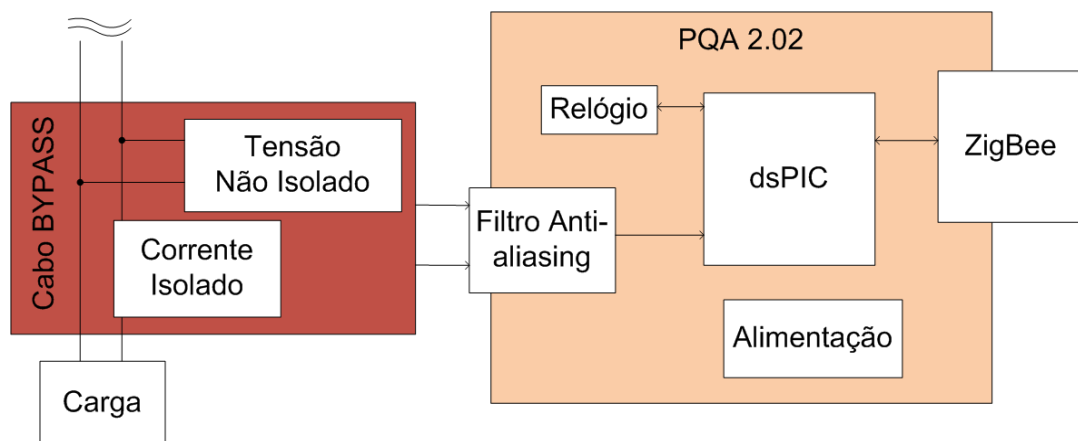 PQA 2.02
Relógio
ZigBee
dsPIC
Cabo BYPASS
Tensão
Não Isolado
Filtro Anti-
aliasing
Corrente
Isolado
Alimentação
Carga